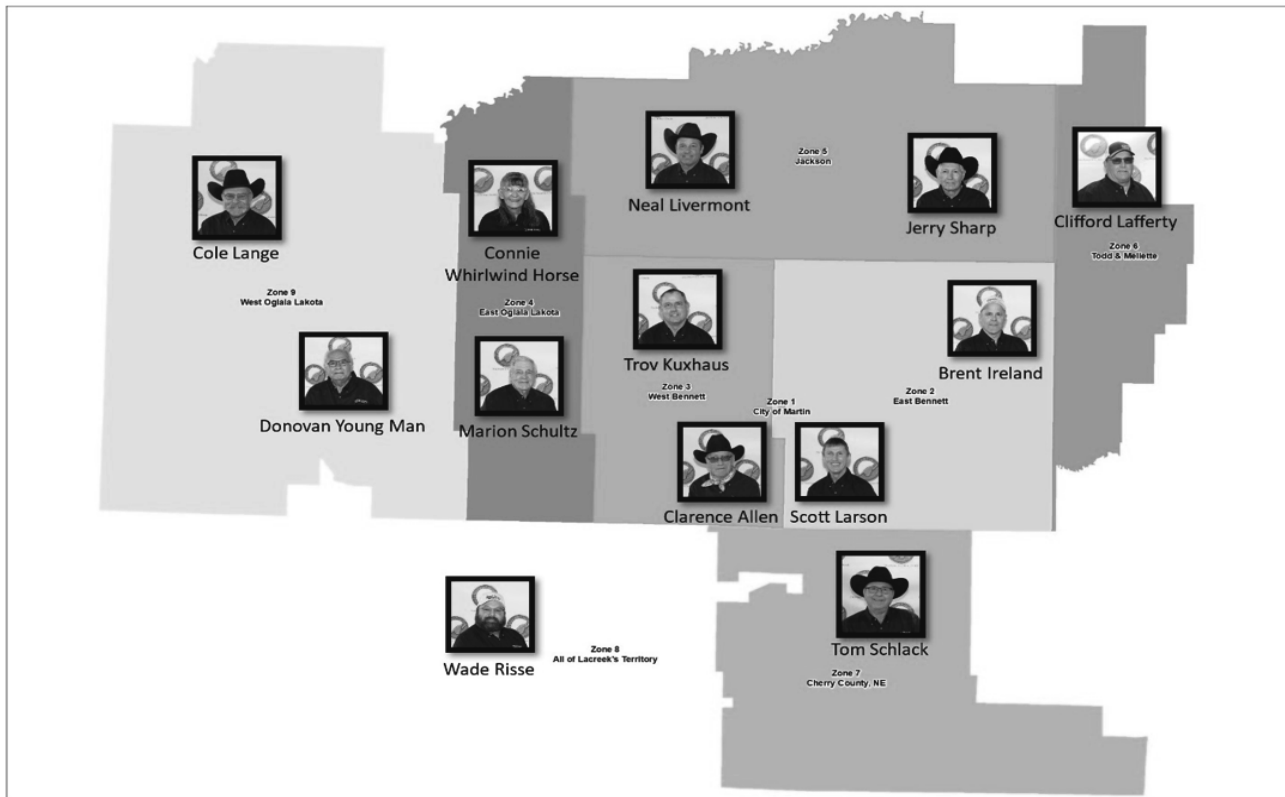 Neal Livermont
Zone 5
Jackson
Jerry Sharp
Clifford Lafferty
Zone 6
Todd & Mellette
Cole Lange
Zone 9
West Oglala Lakota
Connie
Whirlwind Horse
Zone 4
East Oglala Lakota
Donovan Young Man
Marion Schultz
Trov Kuxhaus
Zone 3
West Bennett
Zone 1
City of Martin
Brent Ireland
Zone 2
East Bennett
Clarence Allen
Scott Larson
Wade Risse
Zone 8
All of Lacreek's Territory
Tom Schlack
Zone 7
Cherry County, NE